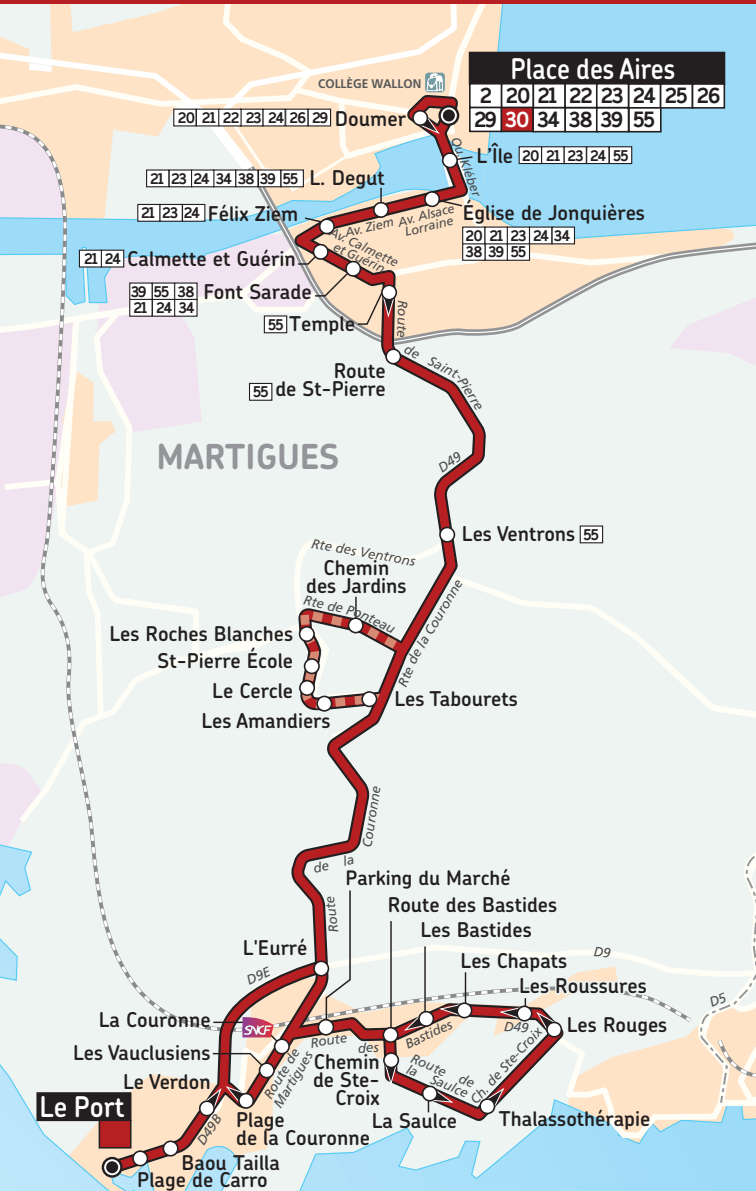 COLLÈGE WALLON
Place des Aires
2 20 21 22 23 24 25 26
29 30 34 38 39 55
20 21 22 23 24 26 29 Doumer
Quai Kléber
L'Île 20 21 23 24 55
21 23 24 34 38 39 55 L. Degut
21 23 24 Félix Ziem
Av. Ziem
Av. Alsace
Lorraine
Église de Jonquières
20 21 23 24 34
38 39 55
Av. Calmette
et Guérin
21 24 Calmette et Guérin
39 55 38 Font Sarade
21 24 34
55 Temple
Route
de Saint-Pierre
Route
55 de St-Pierre
MARTIGUES
D49
Les Ventrons 55
Rte des Ventrons
Chemin
des Jardins
Rte de Ponteau
Rte de la Couronne
Les Roches Blanches
St-Pierre École
Le Cercle
Les Tabourets
Les Amandiers
Route de la Couronne
Parking du Marché
Route des Bastides
Les Bastides
L'Eurré
D9
Les Chapats
D9E
Les Roussures
D5
La Couronne
SNCF
Route des Bastides
D49
Les Rouges
Les Vauclusiens
Route de
Martigues
Chemin
de Ste-
Croix
Route de
la Saulce
Ch. de Ste-Croix
Le Verdon
Le Port
D49B
Plage
de la Couronne
La Saulce
Thalassothérapie
Baou Tailla
Plage de Carro